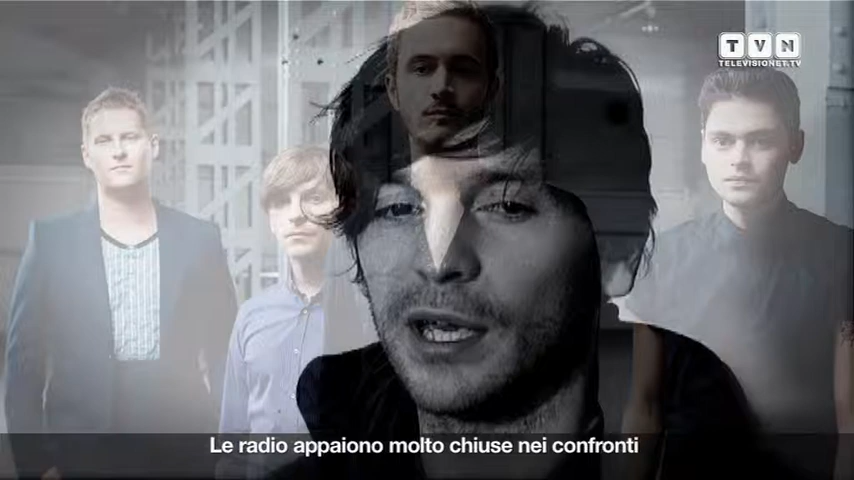 TVN
TELEVISIONET.TV
Le radio appaiono molto chiuse nei confronti